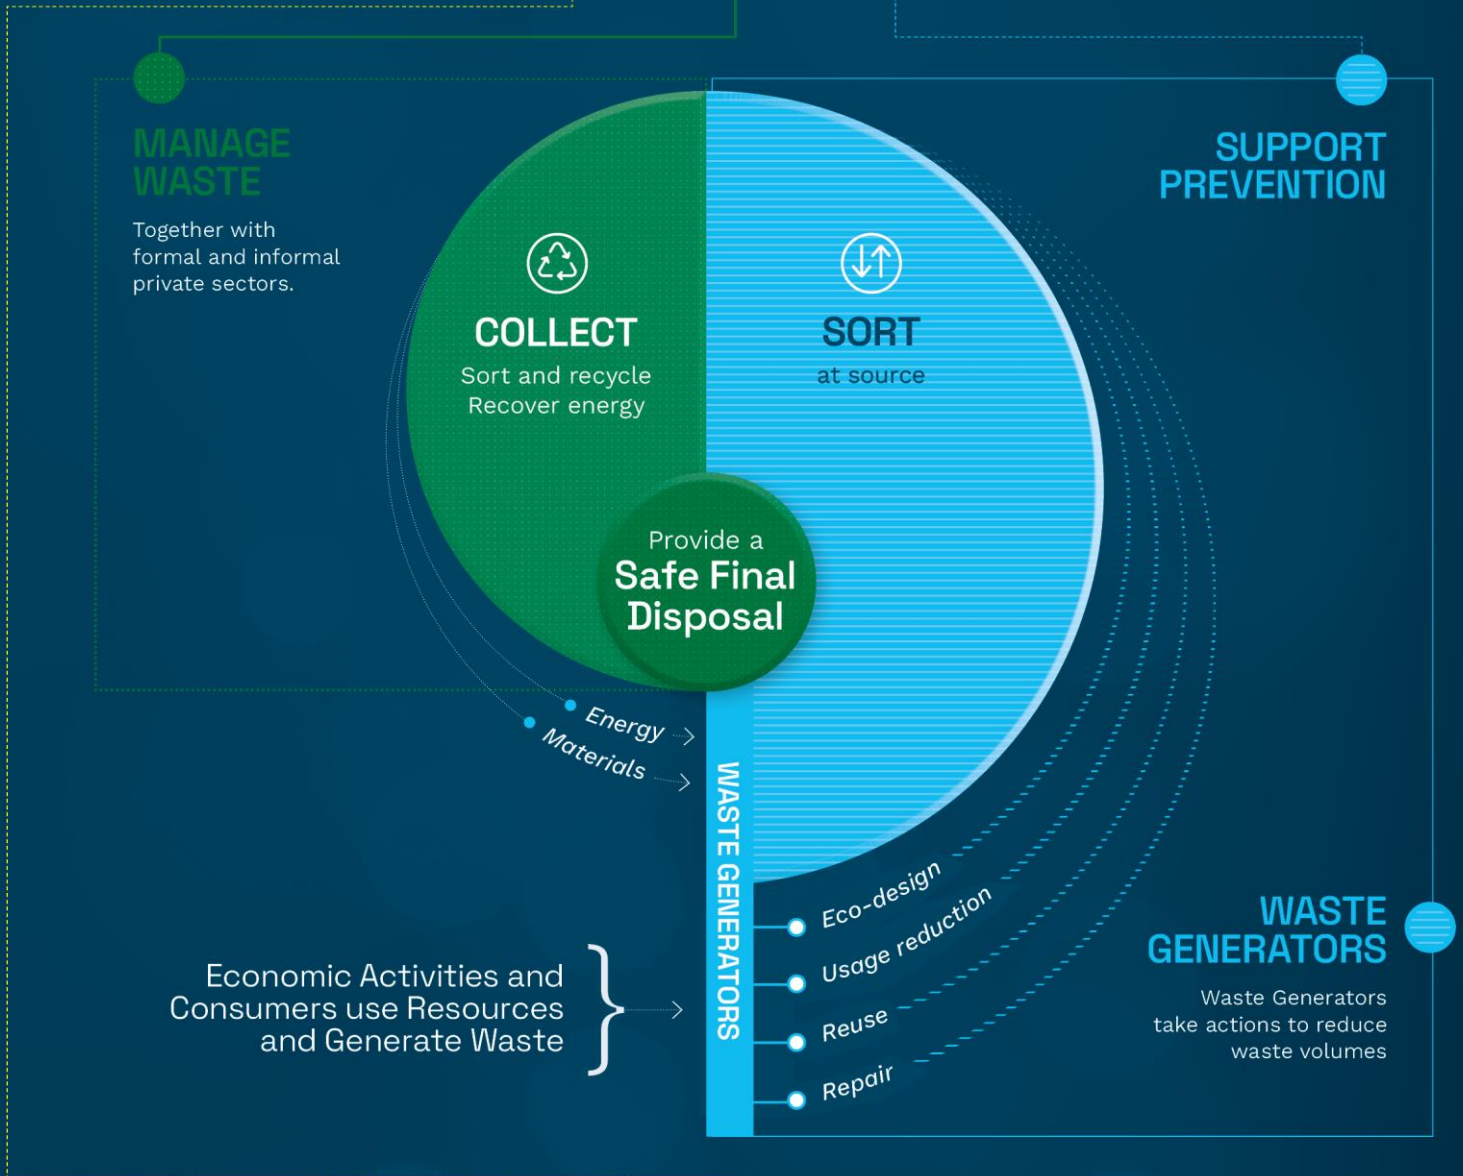 MANAGE
WASTE
Together with
formal and informal
private sectors.
SUPPORT
PREVENTION
COLLECT
Sort and recycle
Recover energy
SORT
at source
Provide a
Safe Final
Disposal
Energy
Materials
WASTE GENERATORS
Economic Activities and
Consumers use Resources
and Generate Waste
Eco-design
Usage reduction
Reuse
Repair
WASTE
GENERATORS
Waste Generators
take actions to reduce
waste volumes